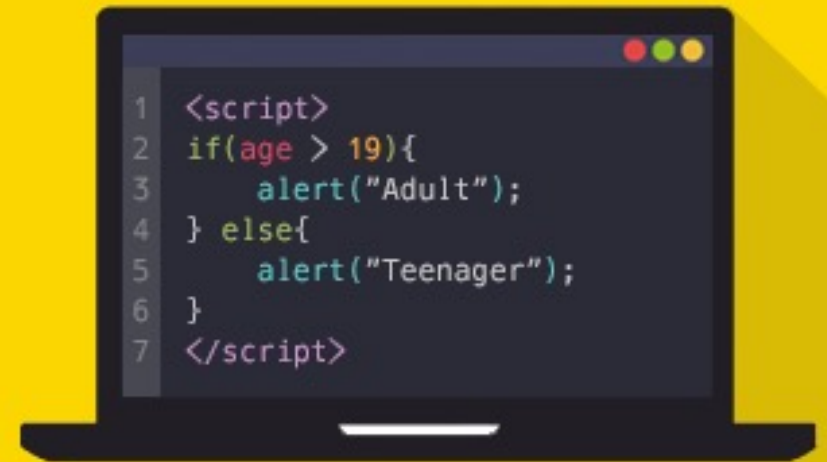 1 <script>
2 if(age > 19){
3     alert("Adult");
4 } else{
5     alert("Teenager");
6 }
7 </script>